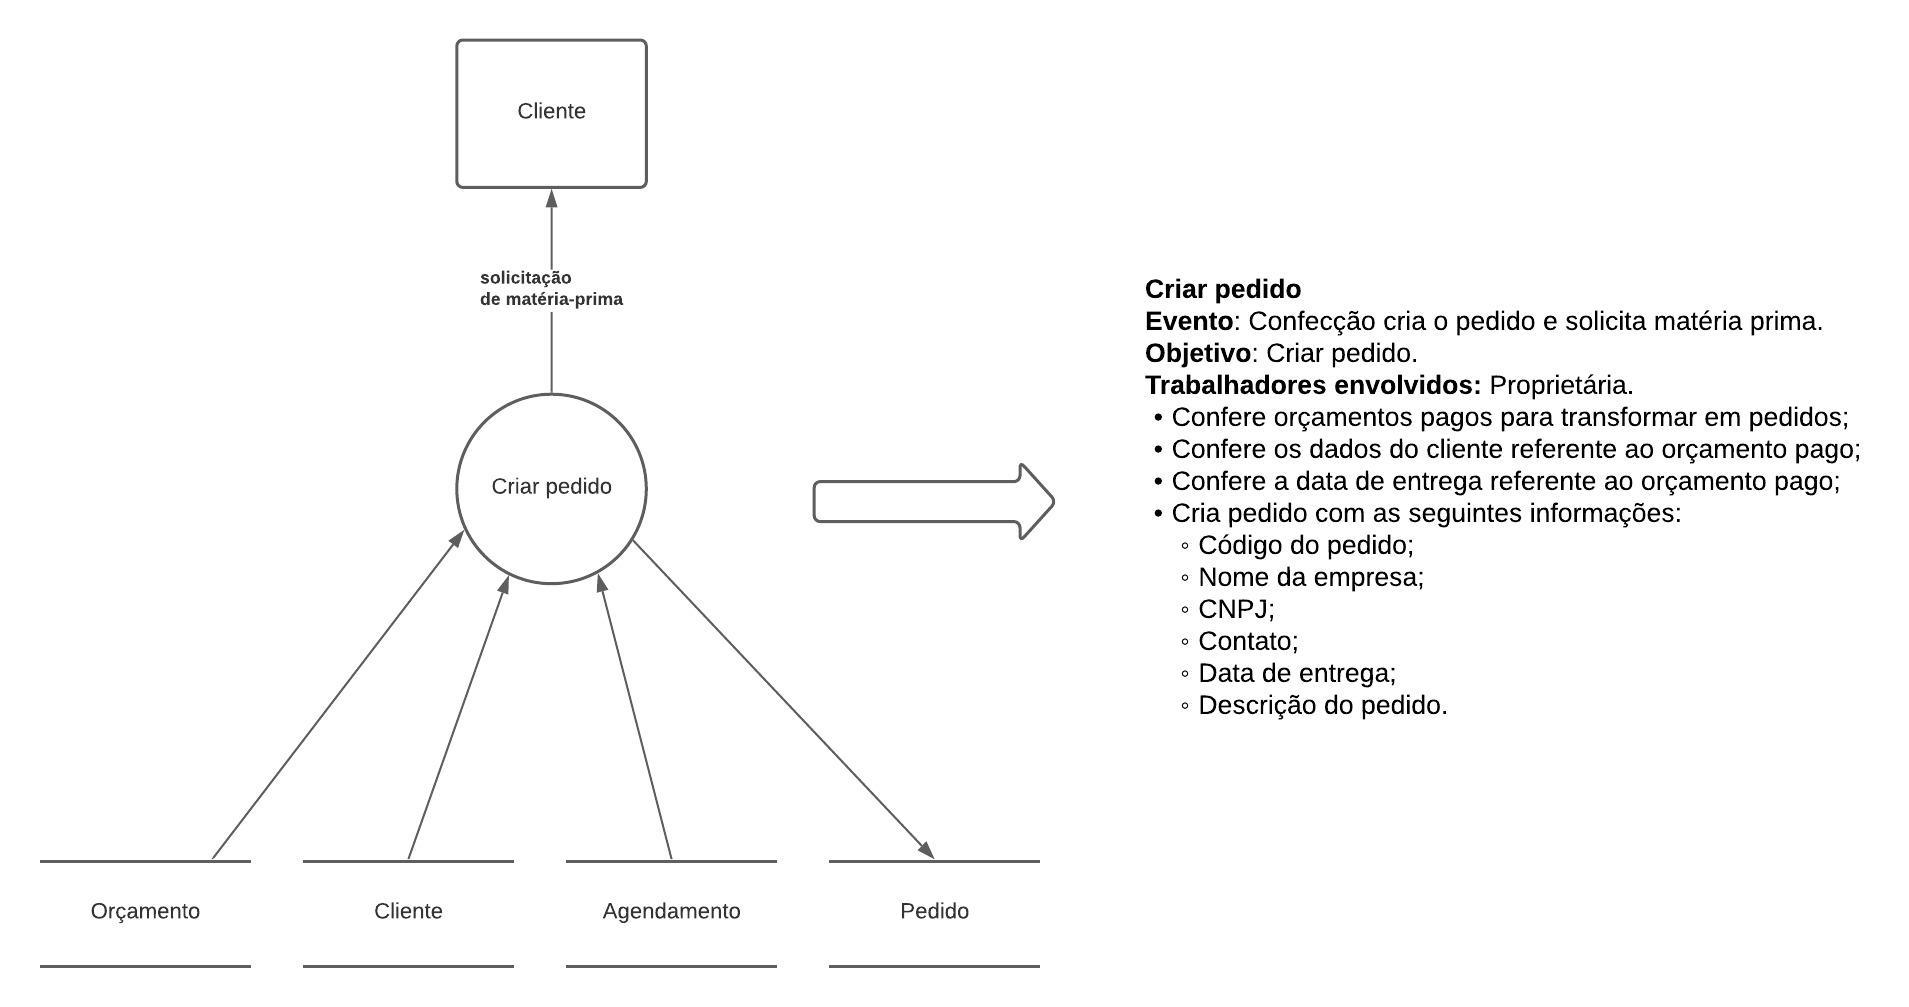 Cliente
solicitação
de matéria-prima
Criar pedido
Orçamento
Cliente
Agendamento
Pedido
Criar pedido
Evento: Confecção cria o pedido e solicita matéria prima.
Objetivo: Criar pedido.
Trabalhadores envolvidos: Proprietária.
• Confere orçamentos pagos para transformar em pedidos;
• Confere os dados do cliente referente ao orçamento pago;
• Confere a data de entrega referente ao orçamento pago;
• Cria pedido com as seguintes informações:
◦ Código do pedido;
◦ Nome da empresa;
◦ CNPJ;
◦ Contato;
◦ Data de entrega;
◦ Descrição do pedido.